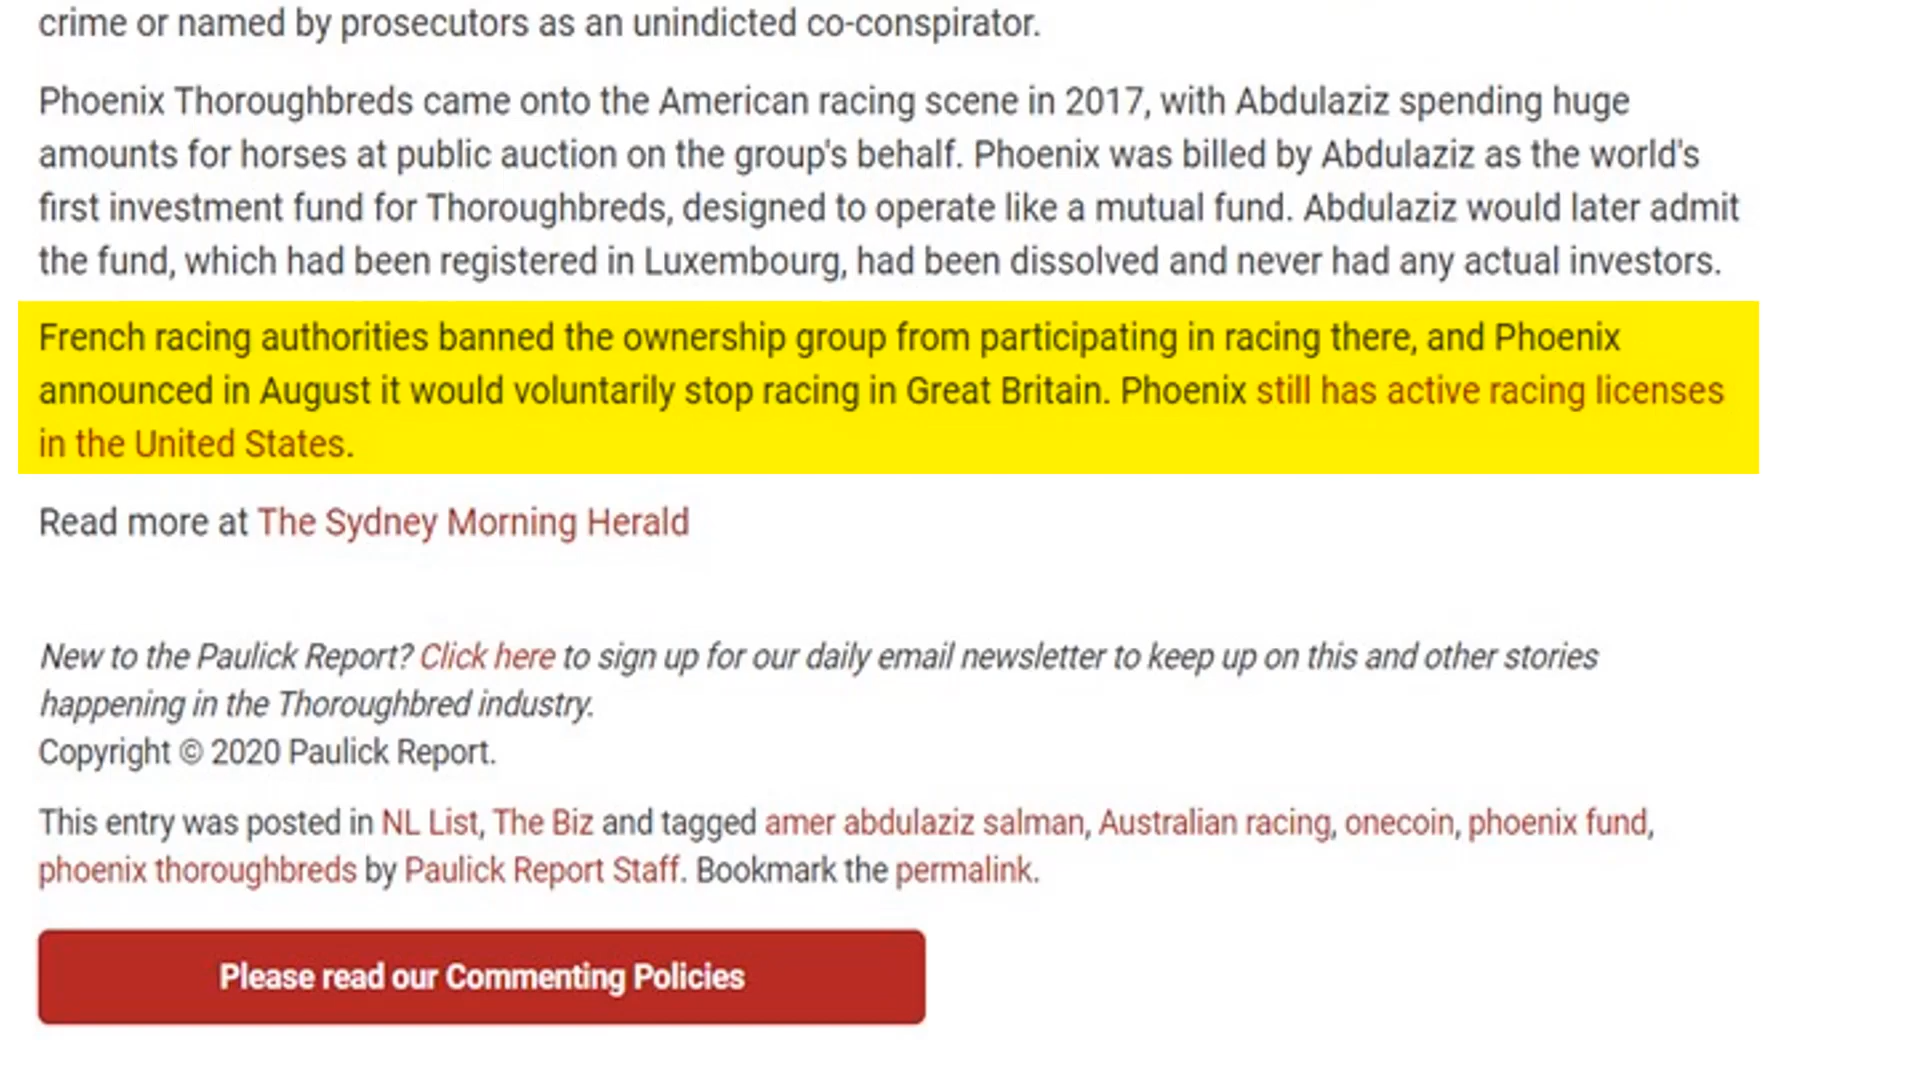 crime or named by prosecutors as an unindicted co-conspirator.
Phoenix Thoroughbreds came onto the American racing scene in 2017, with Abdulaziz spending huge
amounts for horses at public auction on the group's behalf. Phoenix was billed by Abdulaziz as the world's
first investment fund for Thoroughbreds, designed to operate like a mutual fund. Abdulaziz would later admit
the fund, which had been registered in Luxembourg, had been dissolved and never had any actual investors.
French racing authorities banned the ownership group from participating in racing there, and Phoenix
announced in August it would voluntarily stop racing in Great Britain. Phoenix still has active racing licenses
in the United States.
Read more at The Sydney Morning Herald
New to the Paulick Report? Click here to sign up for our daily email newsletter to keep up on this and other stories
happening in the Thoroughbred industry.
Copyright © 2020 Paulick Report.
This entry was posted in NL List, The Biz and tagged amer abdulaziz salman, Australian racing, onecoin, phoenix fund,
phoenix thoroughbreds by Paulick Report Staff. Bookmark the permalink.
Please read our Commenting Policies